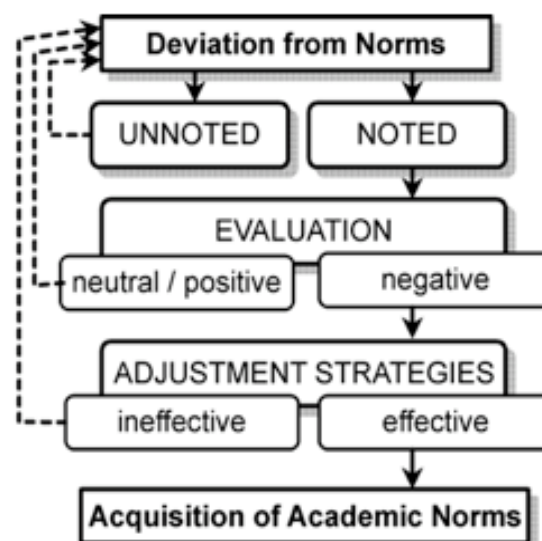 Deviation from Norms
UNNOTED
NOTED
EVALUATION
neutral / positive
negative
ADJUSTMENT STRATEGIES
ineffective
effective
Acquisition of Academic Norms